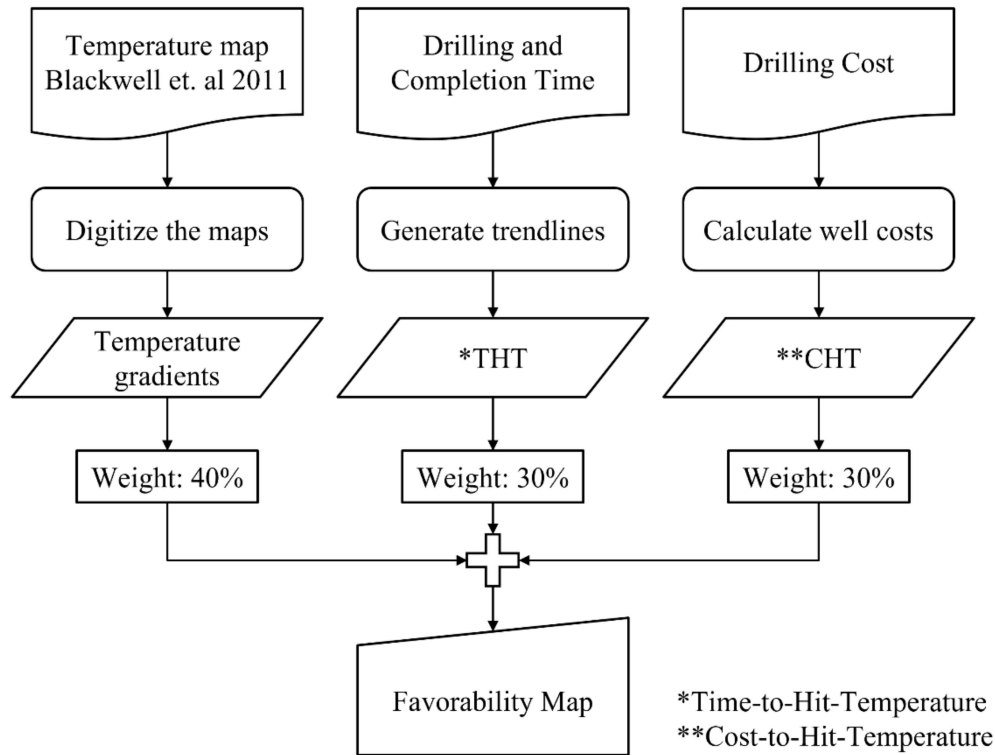 Temperature map
Blackwell et. al 2011
Drilling and
Completion Time
Drilling Cost
Digitize the maps
Generate trendlines
Calculate well costs
Temperature
gradients
*THT
**CHT
Weight: 40%
Weight: 30%
Weight: 30%
Favorability Map
*Time-to-Hit-Temperature
**Cost-to-Hit-Temperature